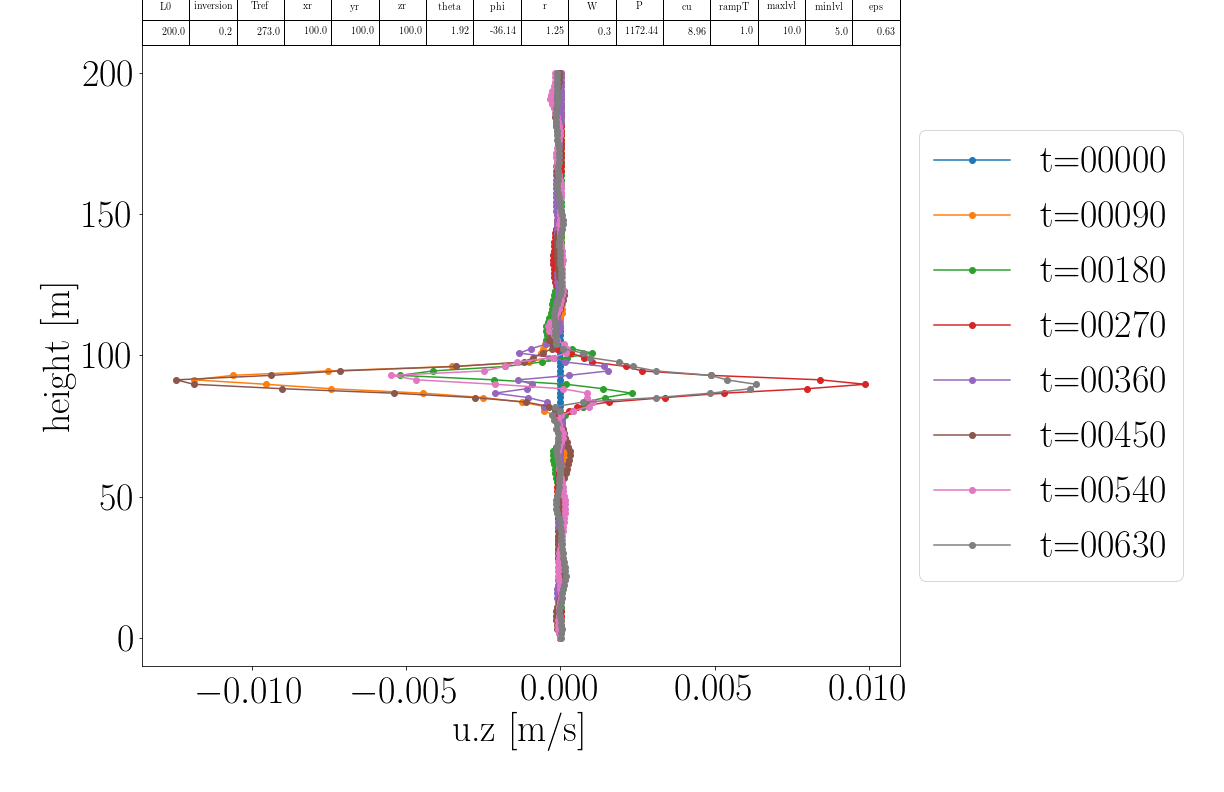 L0 inversion Tref xr yr zr theta phi r W P cu rampT maxlvl minlvl eps
200.0 0.2 273.0 100.0 100.0 100.0 1.92 -36.14 1.25 0.3 1172.44 8.96 1.0 10.0 5.0 0.63
200
150
100
50
0
height [m]
−0.010 −0.005 0.000 0.005 0.010
u.z [m/s]
t=00000
t=00090
t=00180
t=00270
t=00360
t=00450
t=00540
t=00630